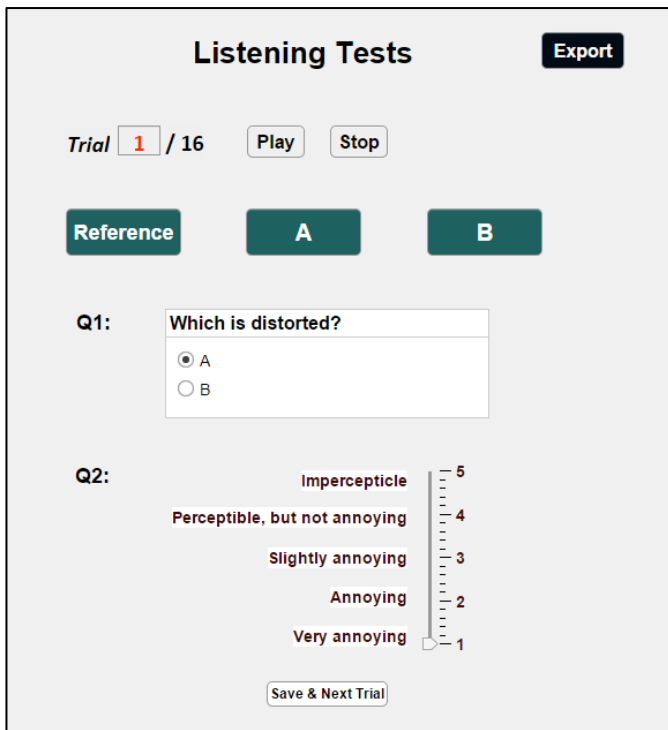 Listening Tests Export
Trial 1 / 16 Play Stop
Reference A B
Q1: Which is distorted?
A
B
Q2:
Impercepticle 5
Perceptible, but not annoying 4
Slightly annoying 3
Annoying 2
Very annoying 1
Save & Next Trial